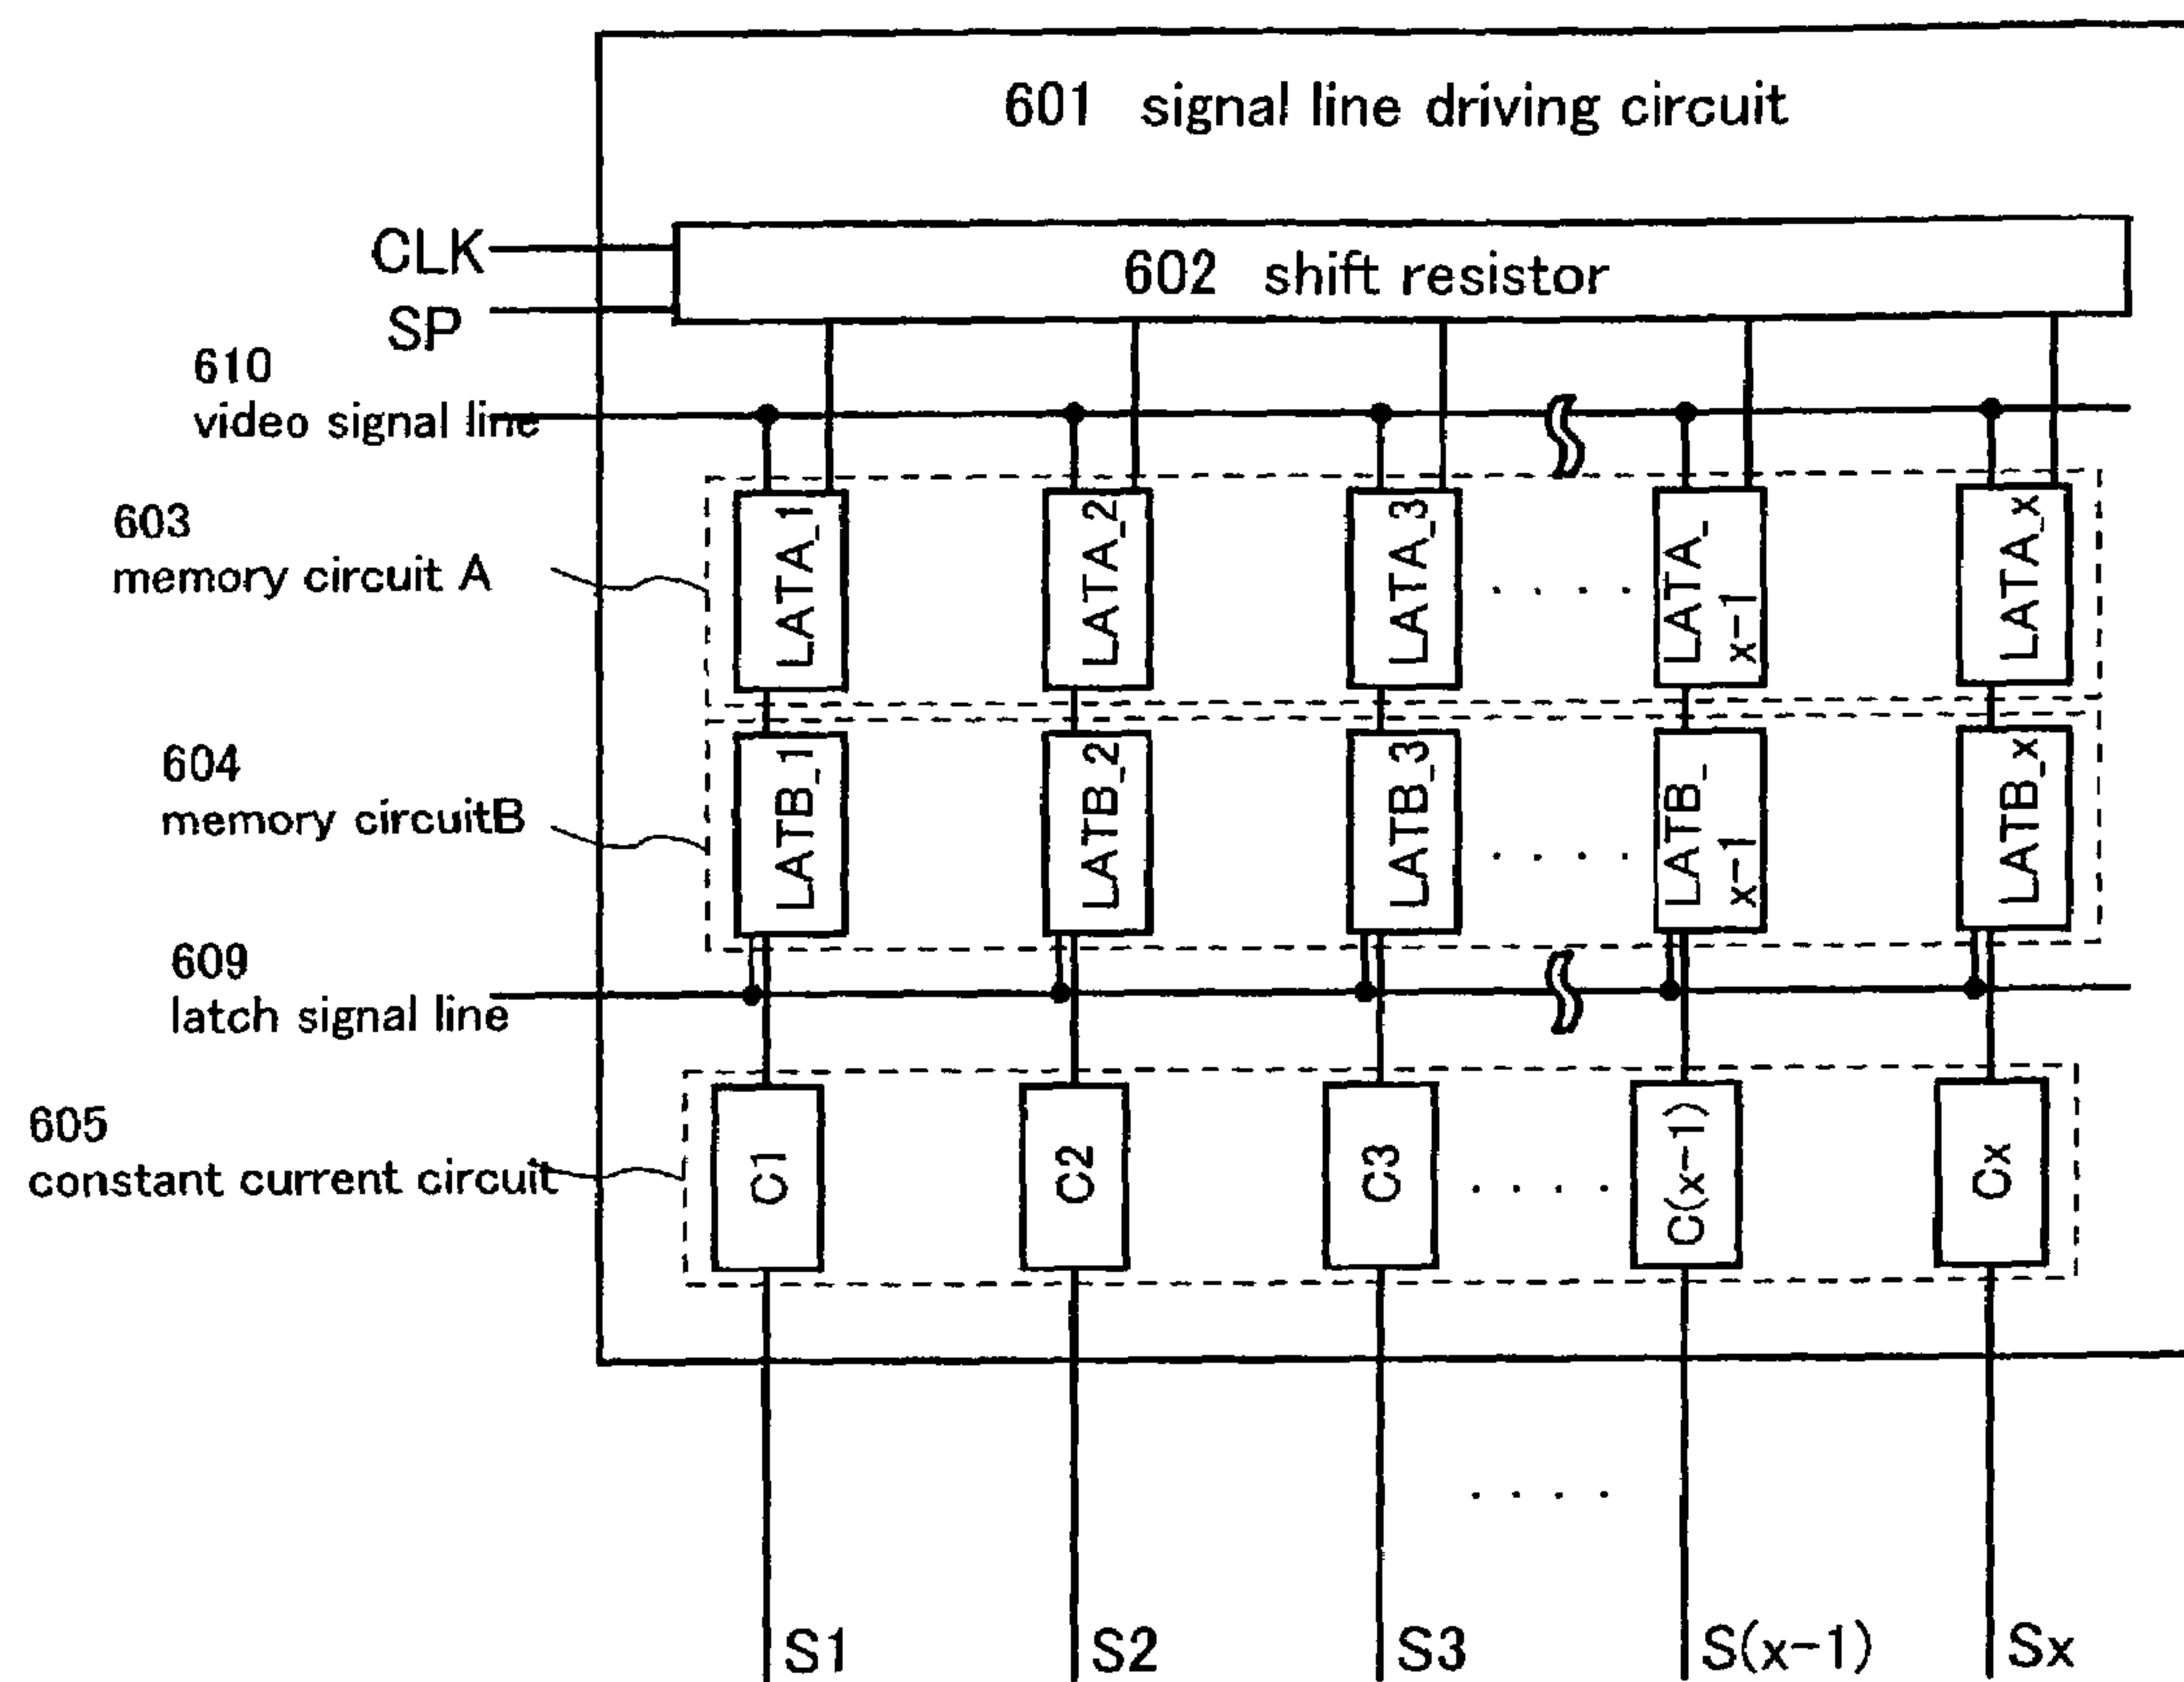 601 signal line driving circuit
CLK
602 shift resistor
SP
610
video signal line
603
memory circuit A
LATA_1
LATA_2
LATA_3
. . . .
LATA_
x-1
LATA_x
604
memory circuitB
LATB_1
LATB_2
LATB_3
. . . .
LATB_
x-1
LATB_x
609
latch signal line
605
constant current circuit
C1
C2
C3
. . . .
C(x-1)
Cx
. . . .
S1
S2
S3
S(x-1)
Sx